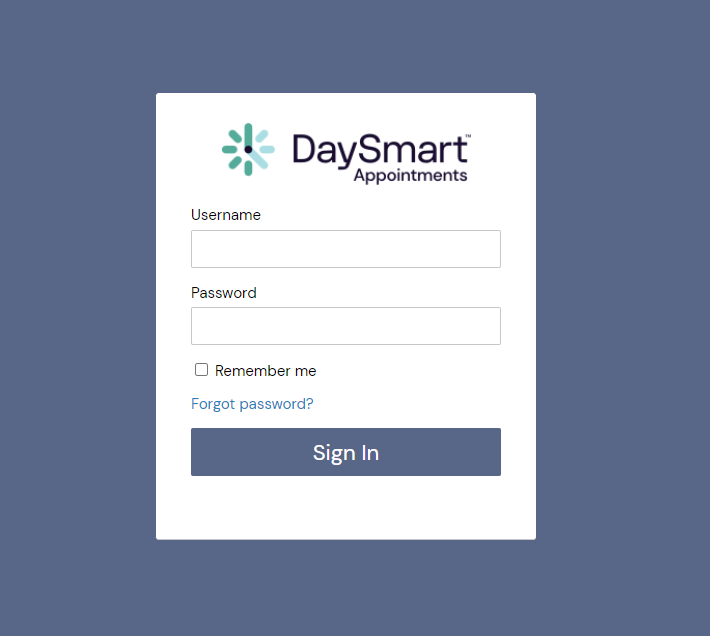 DaySmart™
Appointments
Username
Password
Remember me
Forgot password?
Sign In